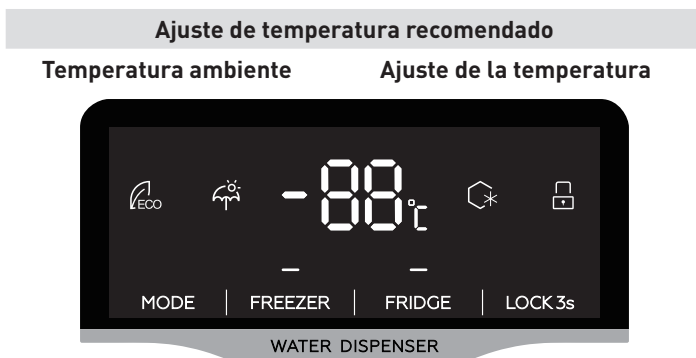 Ajuste de temperatura recomendado
Temperatura ambiente Ajuste de la temperatura
ECO -88°C
MODE FREEZER FRIDGE LOCK 3s
WATER DISPENSER